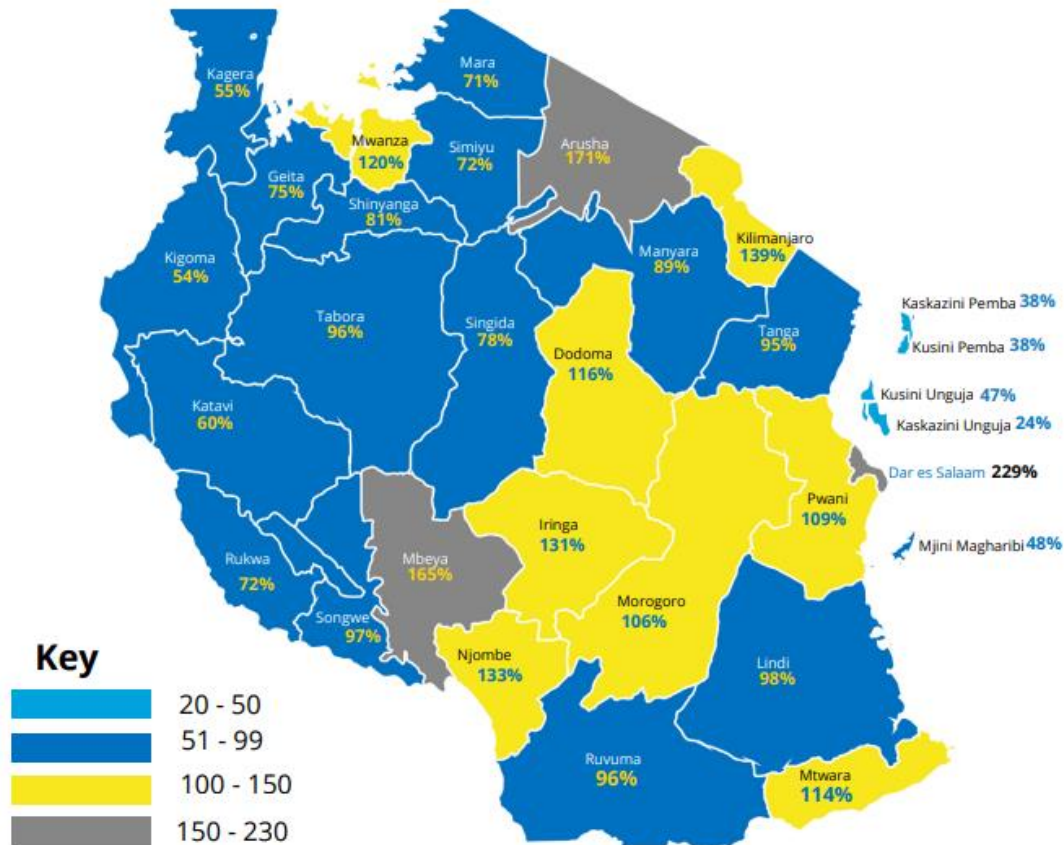 Mara
71%
Kagera
55%
Mwanza
120%
Simiyu
72%
Arusha
171%
Geita
75%
Shinyanga
81%
Kilimanjaro
139%
Manyara
89%
Kigoma
54%
Tabora
96%
Singida
78%
Tanga
95%
Kaskazini Pemba 38%
Kusini Pemba 38%
Dodoma
116%
Kusini Unguja 47%
Kaskazini Unguja 24%
Katavi
60%
Dar es Salaam 229%
Pwani
109%
Iringa
131%
Mjini Magharibi 48%
Rukwa
72%
Mbeya
165%
Morogoro
106%
Songwe
97%
Njombe
133%
Lindi
98%
Ruvuma
96%
Mtwara
114%
Key
20 - 50
51 - 99
100 - 150
150 - 230